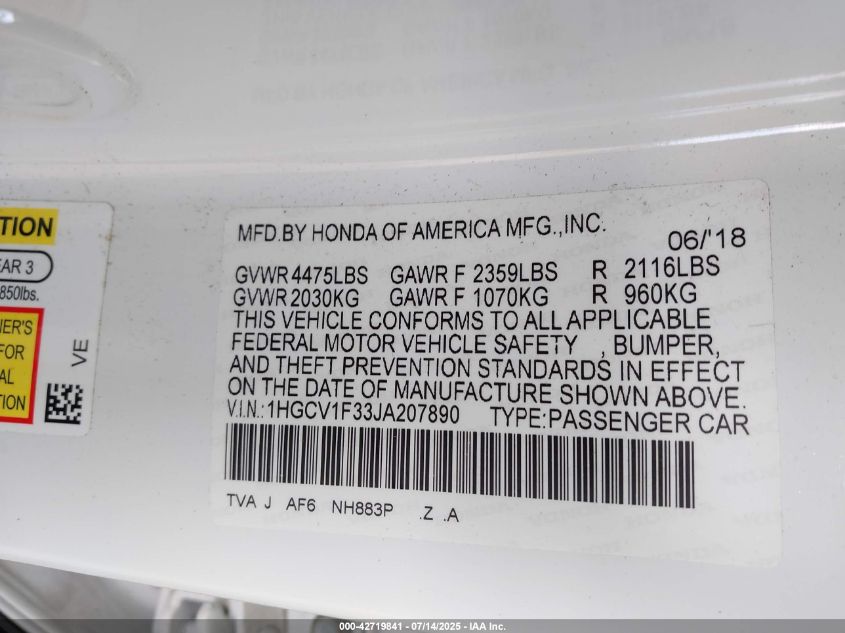 MFD.BY HONDA OF AMERICA MFG.,INC.
06/'18
GVWR 4475LBS GAWR F 2359LBS R 2116LBS
GVWR 2030KG GAWR F 1070KG R 960KG
THIS VEHICLE CONFORMS TO ALL APPLICABLE
FEDERAL MOTOR VEHICLE SAFETY , BUMPER,
AND THEFT PREVENTION STANDARDS IN EFFECT
ON THE DATE OF MANUFACTURE SHOWN ABOVE.
V.I.N.:1HGCV1F33JA207890 TYPE:PASSENGER CAR
TVA J AF6 NH883P .Z .A
TION
EAR 3
850lbs.
NER'S
FOR
AL
TION
VE
000-42719841 - 07/14/2025 - IAA Inc.